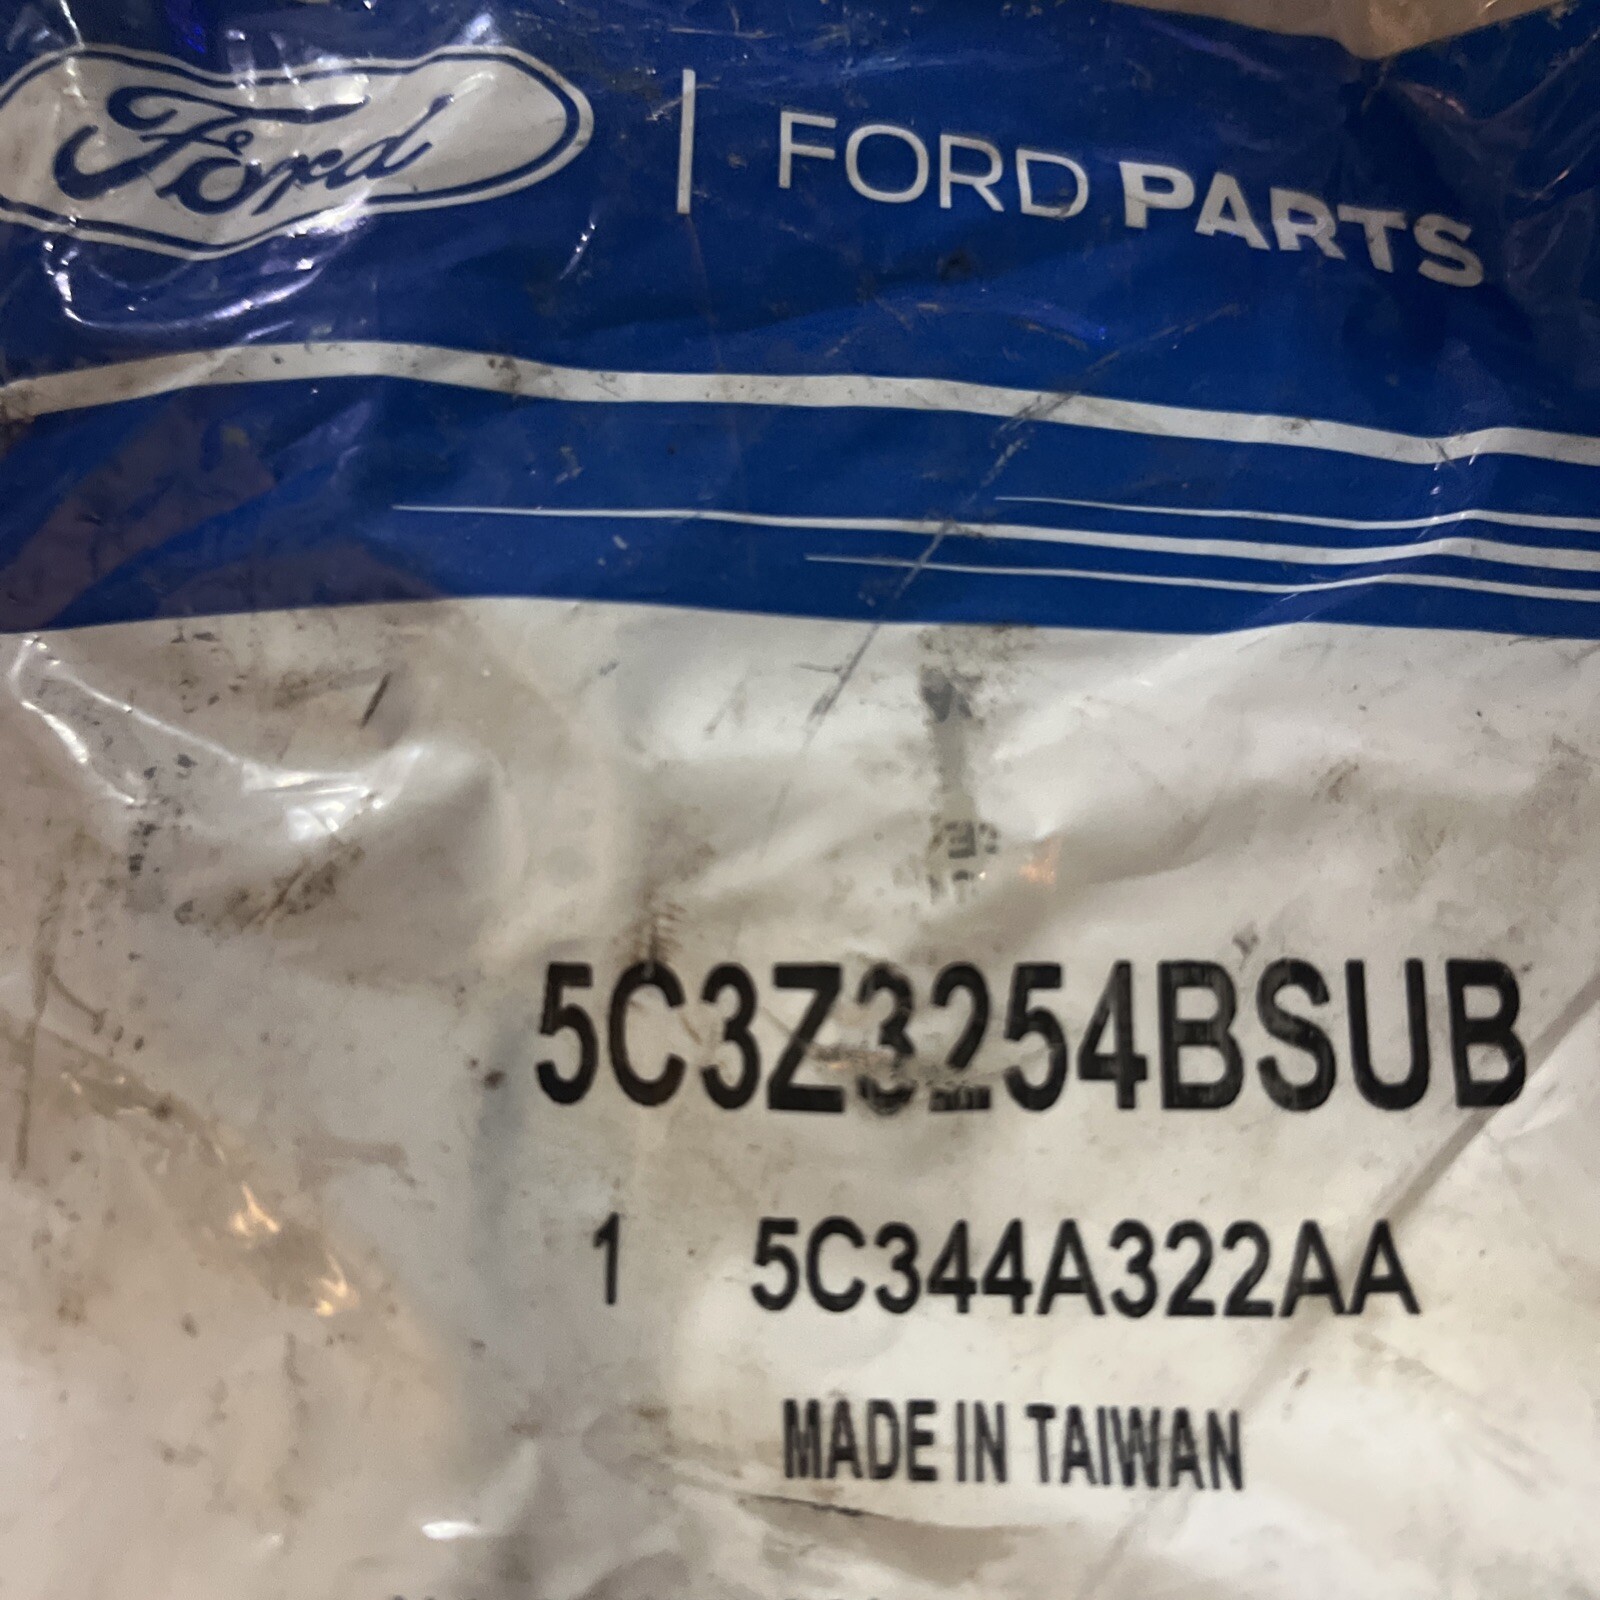 Ford | FORD PARTS
5C3Z3254BSUB
1 5C344A322AA
MADE IN TAIWAN